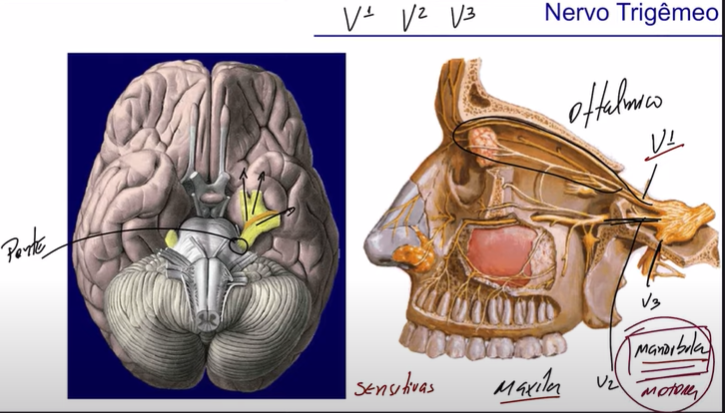 V1 V2 V3
Nervo Trigêmeo
oftalmico
V1
Ponte
V3
mandibula
V2
motora
sensitivas
maxila